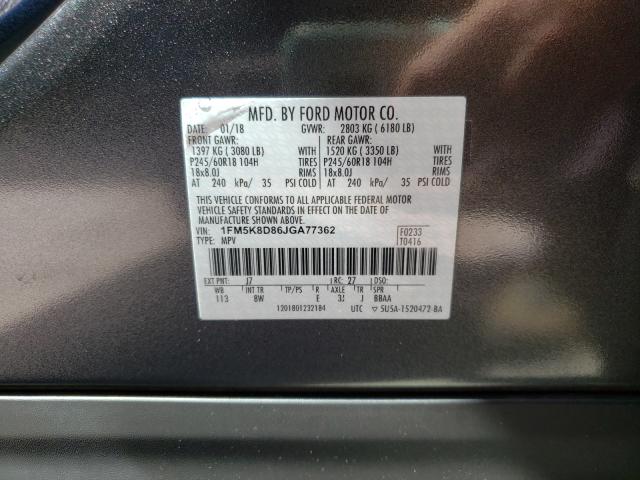 MFD. BY FORD MOTOR CO.
DATE: 01/18 GVWR: 2803 KG ( 6180 LB)
FRONT GAWR: REAR GAWR:
1397 KG ( 3080 LB) WITH 1520 KG ( 3350 LB) WITH
P245/60R18 104H TIRES P245/60R18 104H TIRES
18x8.0J RIMS 18x8.0J RIMS
AT 240 kPa/ 35 PSI COLD AT 240 kPa/ 35 PSI COLD
THIS VEHICLE CONFORMS TO ALL APPLICABLE FEDERAL MOTOR
VEHICLE SAFETY STANDARDS IN EFFECT ON THE DATE OF
MANUFACTURE SHOWN ABOVE.
VIN: 1FM5K8D86JGA77362 F0233
TYPE: MPV T0416
EXT PNT: J7 RC: 27 DSO:
WB INT TR TP/PS R AXLE TR SPR
113 8W E 3J J BBAA
1201801232184 UTC ▽ 5U5A-1520472-BA